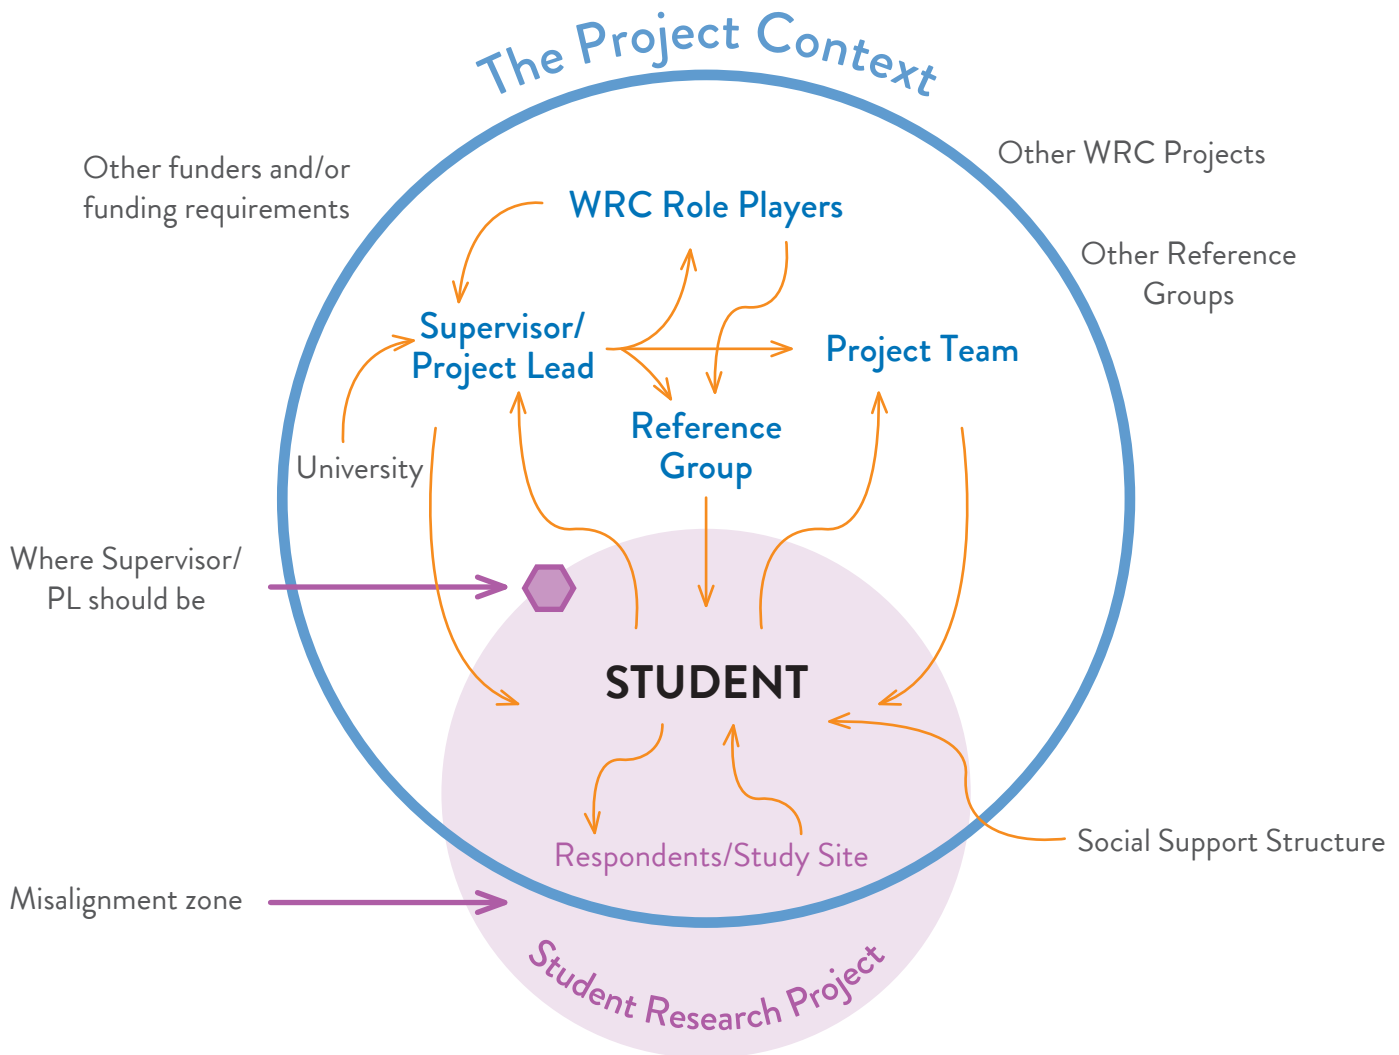 The Project Context
Other funders and/or
funding requirements
Other WRC Projects
WRC Role Players
Other Reference
Groups
Supervisor/
Project Lead
Project Team
Reference
Group
University
Where Supervisor/
PL should be
STUDENT
Respondents/Study Site
Social Support Structure
Misalignment zone
Student Research Project